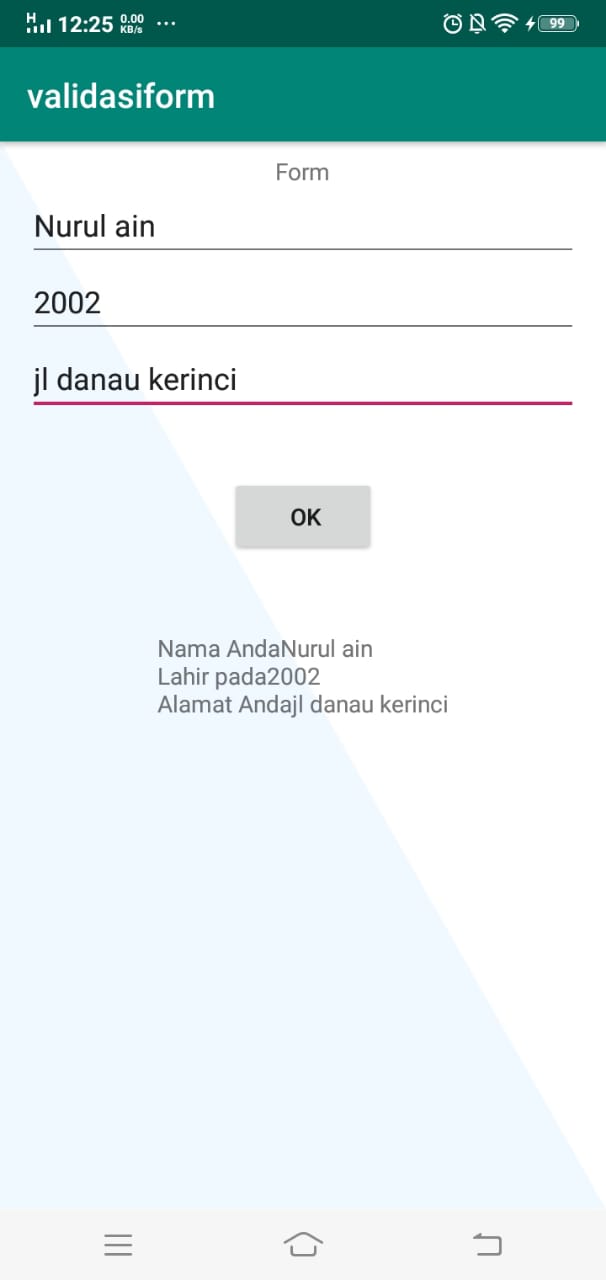 H 12:25 0.00 KB/s ... 99
validasiform
Form
Nurul ain
2002
jl danau kerinci
OK
Nama AndaNurul ain
Lahir pada2002
Alamat Andajl danau kerinci